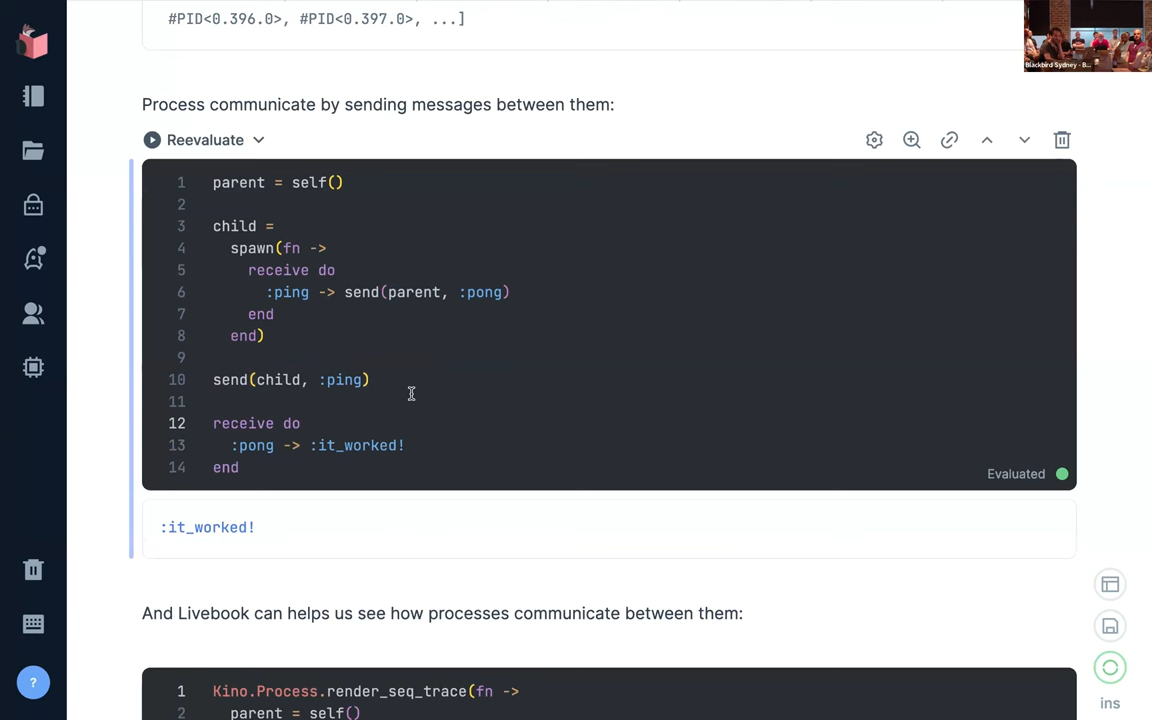 #PID<0.396.0>, #PID<0.397.0>, ...]
Blackbird Sydney - B...
Process communicate by sending messages between them:
Reevaluate
1 parent = self()
2
3 child =
4 spawn(fn ->
5 receive do
6 :ping -> send(parent, :pong)
7 end
8 end)
9
10 send(child, :ping)
11
12 receive do
13 :pong -> :it_worked!
14 end
Evaluated
:it_worked!
And Livebook can helps us see how processes communicate between them:
1 Kino.Process.render_seq_trace(fn ->
2 parent = self()
?
ins